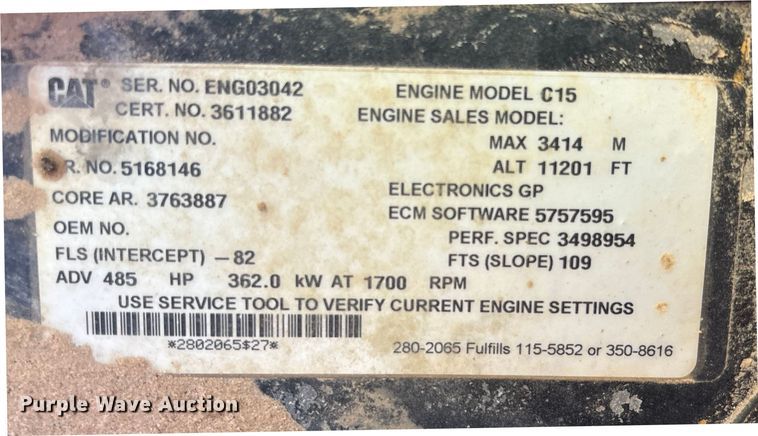 CAT® SER. NO. ENG03042 ENGINE MODEL C15
CERT. NO. 3611882 ENGINE SALES MODEL:
MODIFICATION NO. MAX 3414 M
R. NO. 5168146 ALT 11201 FT
CORE AR. 3763887 ELECTRONICS GP
ECM SOFTWARE 5757595
OEM NO. PERF. SPEC 3498954
FLS (INTERCEPT) -82 FTS (SLOPE) 109
ADV 485 HP 362.0 kW AT 1700 RPM
USE SERVICE TOOL TO VERIFY CURRENT ENGINE SETTINGS
*2802065$27* 280-2065 Fulfills 115-5852 or 350-8616
Purple Wave Auction